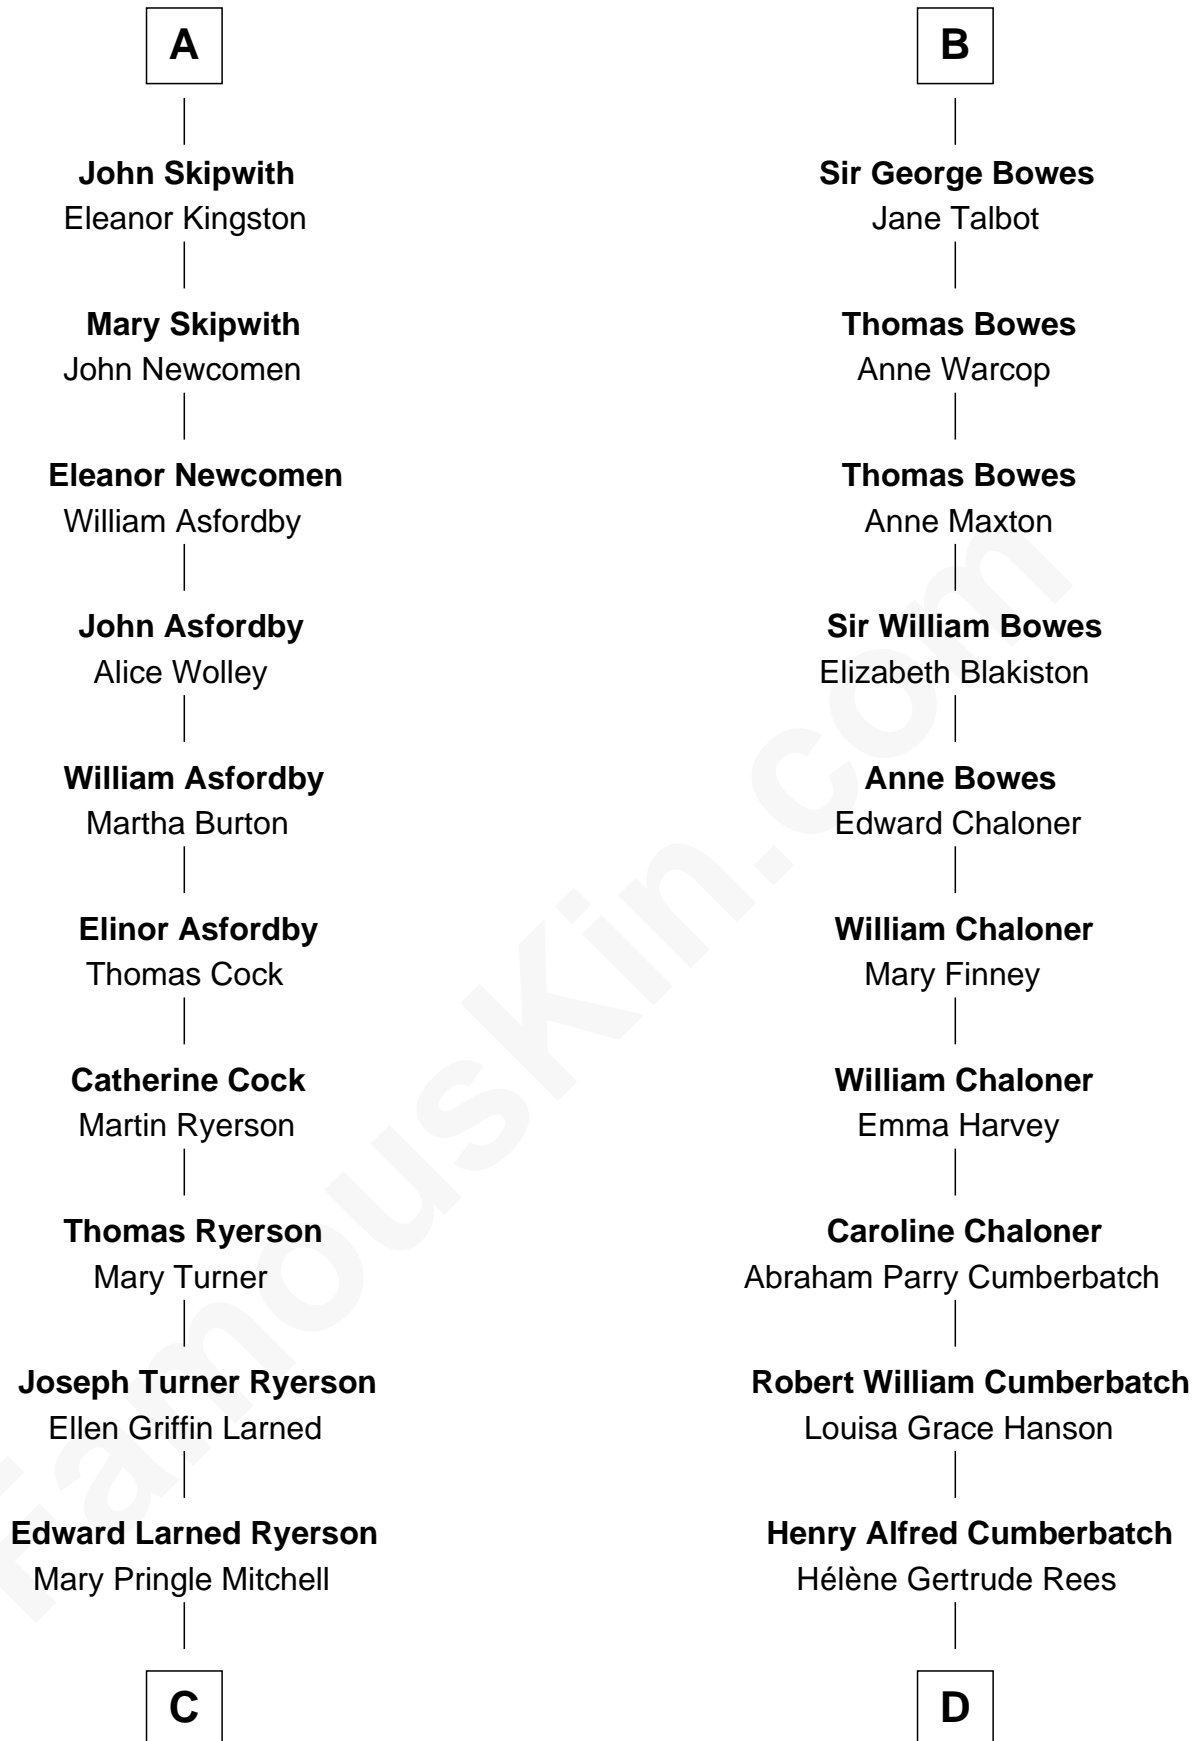 A
John Skipwith
Eleanor Kingston
Mary Skipwith
John Newcomen
Eleanor Newcomen
William Asfordby
John Asfordby
Alice Wolley
William Asfordby
Martha Burton
Elinor Asfordby
Thomas Cock
Catherine Cock
Martin Ryerson
Thomas Ryerson
Mary Turner
Joseph Turner Ryerson
Ellen Griffin Larned
Edward Larned Ryerson
Mary Pringle Mitchell
C
B
Sir George Bowes
Jane Talbot
Thomas Bowes
Anne Warcop
Thomas Bowes
Anne Maxton
Sir William Bowes
Elizabeth Blakiston
Anne Bowes
Edward Chaloner
William Chaloner
Mary Finney
William Chaloner
Emma Harvey
Caroline Chaloner
Abraham Parry Cumberbatch
Robert William Cumberbatch
Louisa Grace Hanson
Henry Alfred Cumberbatch
Hélène Gertrude Rees
D
FamousKin.com